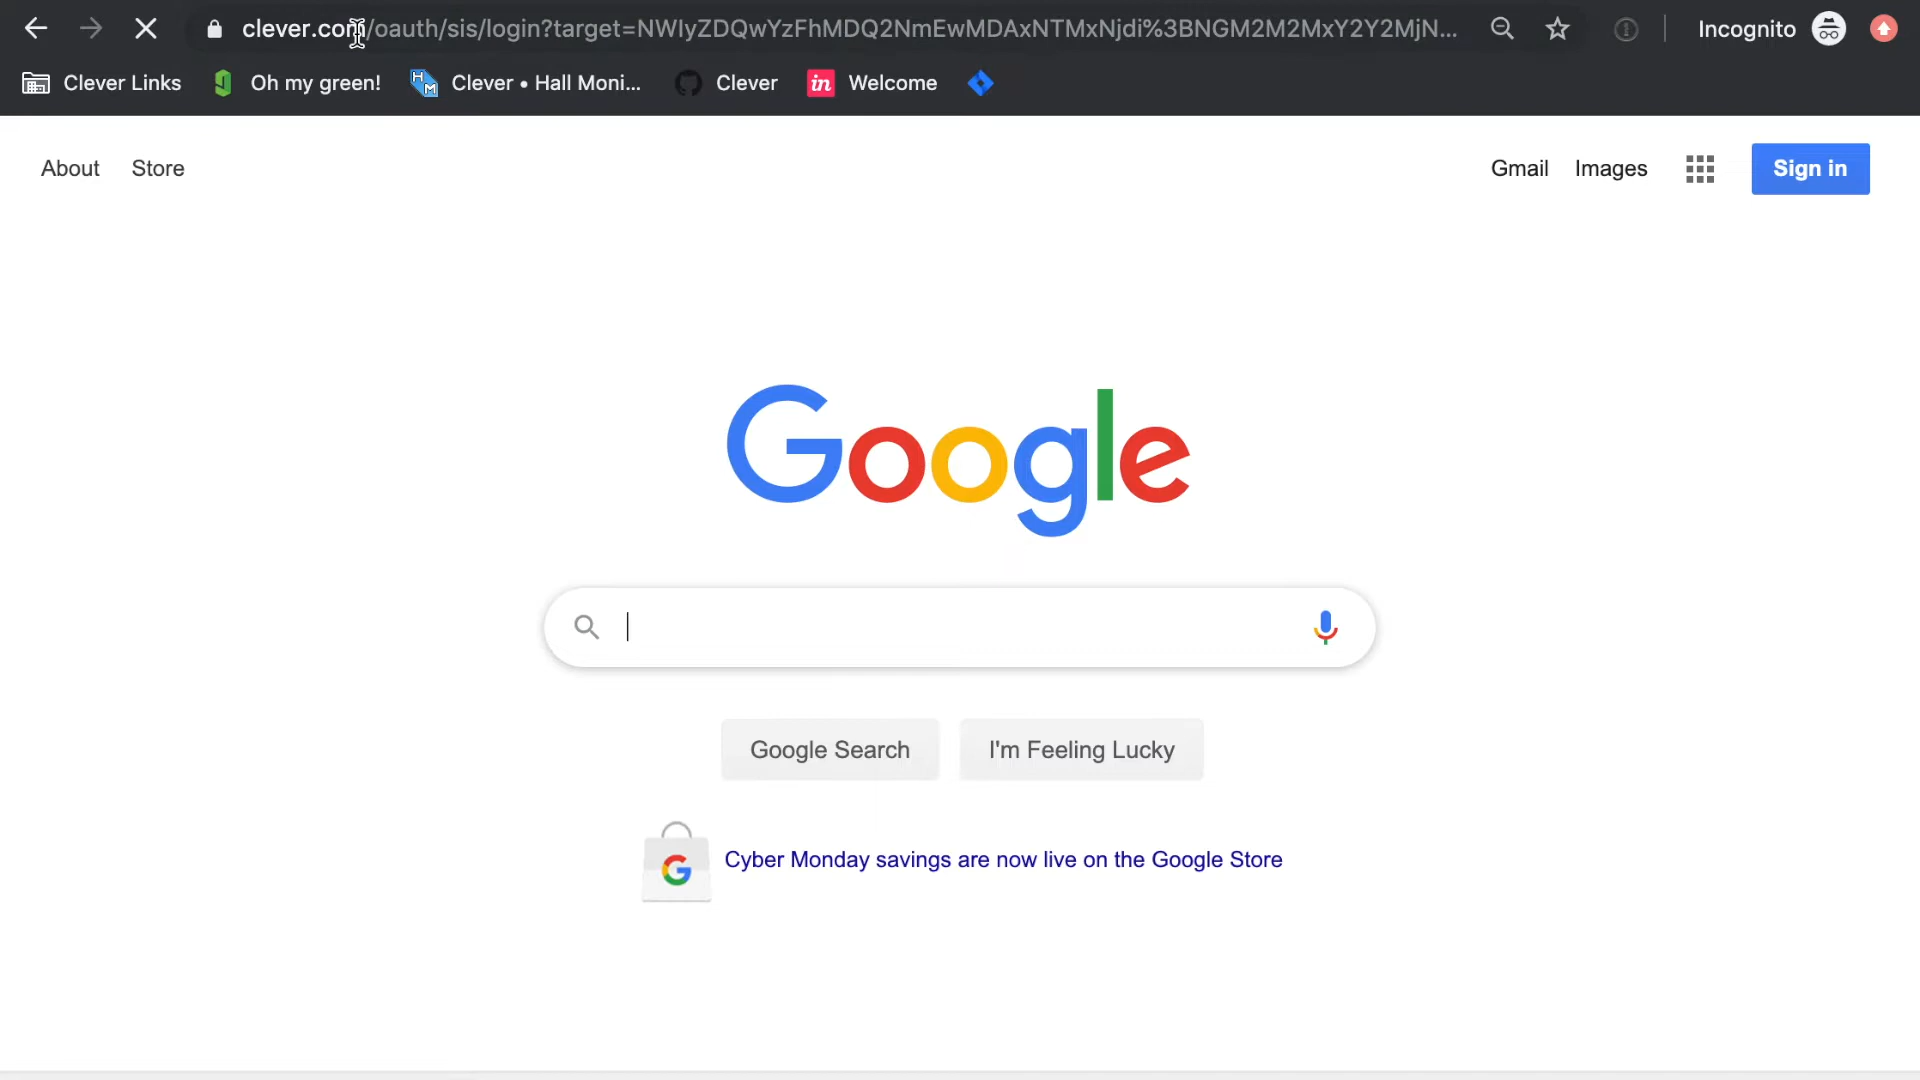 clever.com/oauth/sis/login?target=NWIyZDQwYzFhMDQ2NmEwMDAxNTMxNjdi%3BNGM2M2MxY2Y2MjN...
Incognito
Clever Links
Oh my green!
Clever • Hall Moni...
Clever
in Welcome
About Store
Gmail Images Sign in
Google
Google Search I'm Feeling Lucky
G Cyber Monday savings are now live on the Google Store